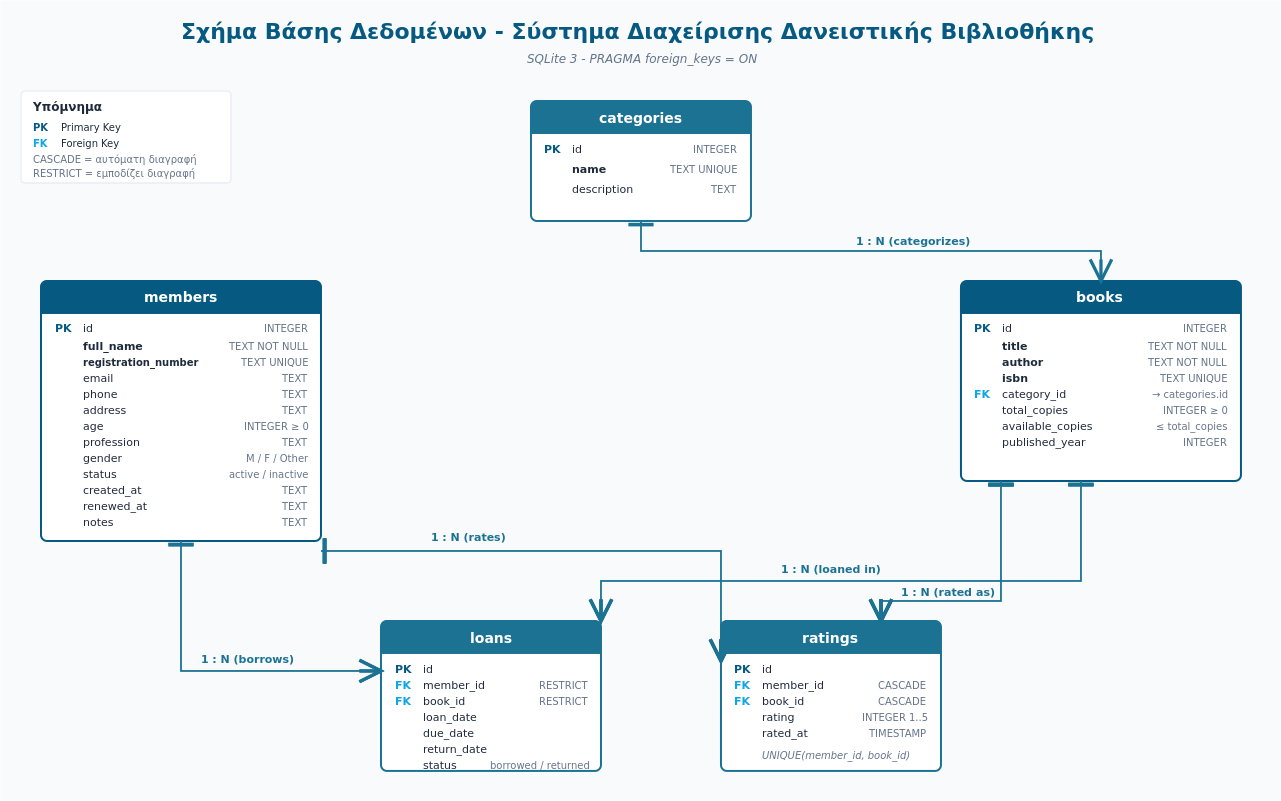 Σχήμα Βάσης Δεδομένων - Σύστημα Διαχείρισης Δανειστικής Βιβλιοθήκης
SQLite 3 - PRAGMA foreign_keys = ON
Υπόμνημα
PK Primary Key
FK Foreign Key
CASCADE = αυτόματη διαγραφή
RESTRICT = εμποδίζει διαγραφή
categories
PK id INTEGER
name TEXT UNIQUE
description TEXT
1 : N (categorizes)
members
PK id INTEGER
full_name TEXT NOT NULL
registration_number TEXT UNIQUE
email TEXT
phone TEXT
address TEXT
age INTEGER ≥ 0
profession TEXT
gender M / F / Other
status active / inactive
created_at TEXT
renewed_at TEXT
notes TEXT
books
PK id INTEGER
title TEXT NOT NULL
author TEXT NOT NULL
isbn TEXT UNIQUE
FK category_id → categories.id
total_copies INTEGER ≥ 0
available_copies ≤ total_copies
published_year INTEGER
1 : N (rates)
1 : N (loaned in)
1 : N (rated as)
1 : N (borrows)
loans
PK id
FK member_id RESTRICT
FK book_id RESTRICT
loan_date
due_date
return_date
status borrowed / returned
ratings
PK id
FK member_id CASCADE
FK book_id CASCADE
rating INTEGER 1..5
rated_at TIMESTAMP
UNIQUE(member_id, book_id)